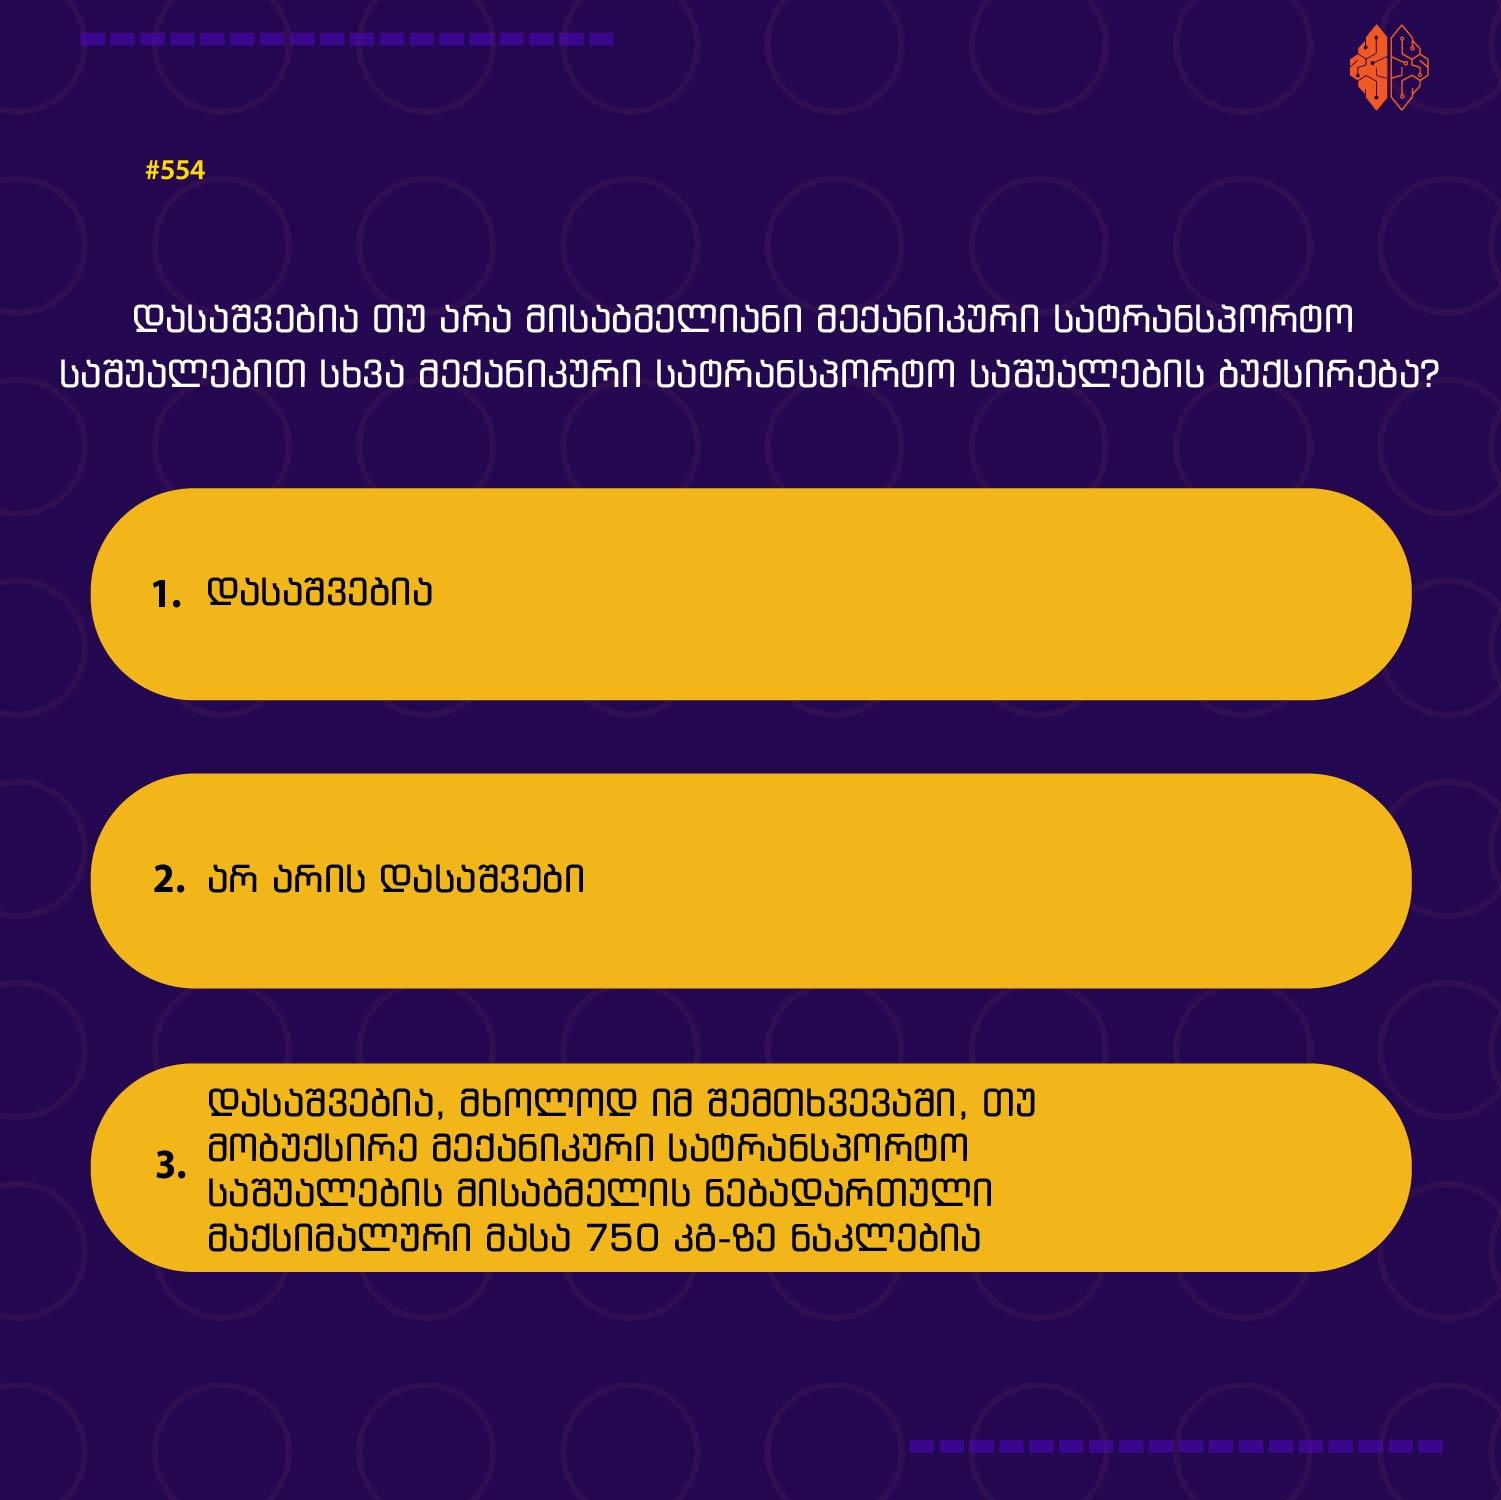 #554
დასაშვებია თუ არა მისაბმელიანი მექანიკური სატრანსპორტო
საშუალებით სხვა მექანიკური სატრანსპორტო საშუალების ბუქსირება?
1. დასაშვებია
2. არ არის დასაშვები
დასაშვებია, მხოლოდ იმ შემთხვევაში, თუ
მობუქსირე მექანიკური სატრანსპორტო
3. საშუალების მისაბმელის ნებადართული
მაქსიმალური მასა 750 კგ-ზე ნაკლებია